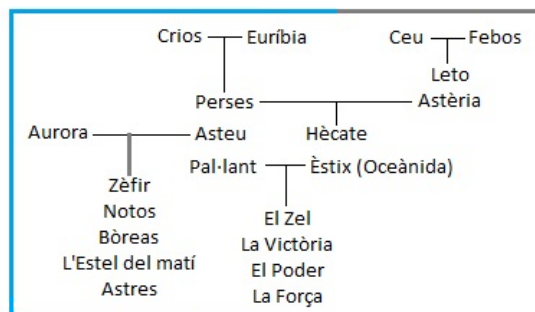 Crios Euríbia Ceu Febos
Leto
Perses Astèria
Aurora Asteu Hècate
Pal·lant Èstix (Oceànida)
Zèfir
Notos
Bòreas
L'Estel del matí
Astres
El Zel
La Victòria
El Poder
La Força